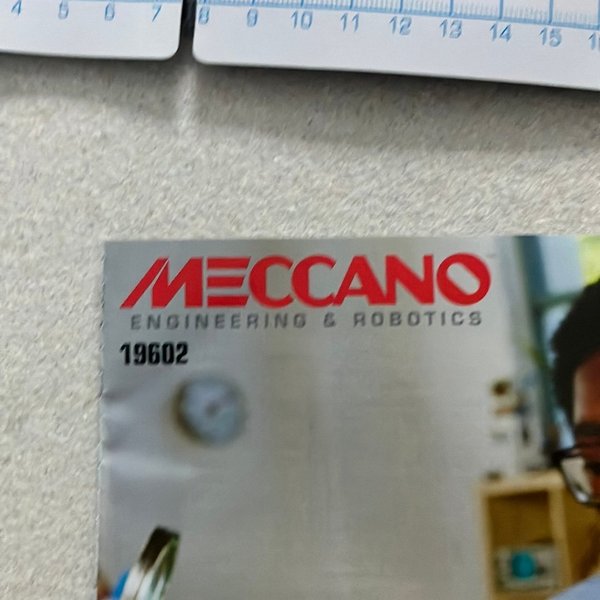 4 5 6 7 8 9 10 11 12 13 14 15
MECCANO
ENGINEERING & ROBOTICS
19602